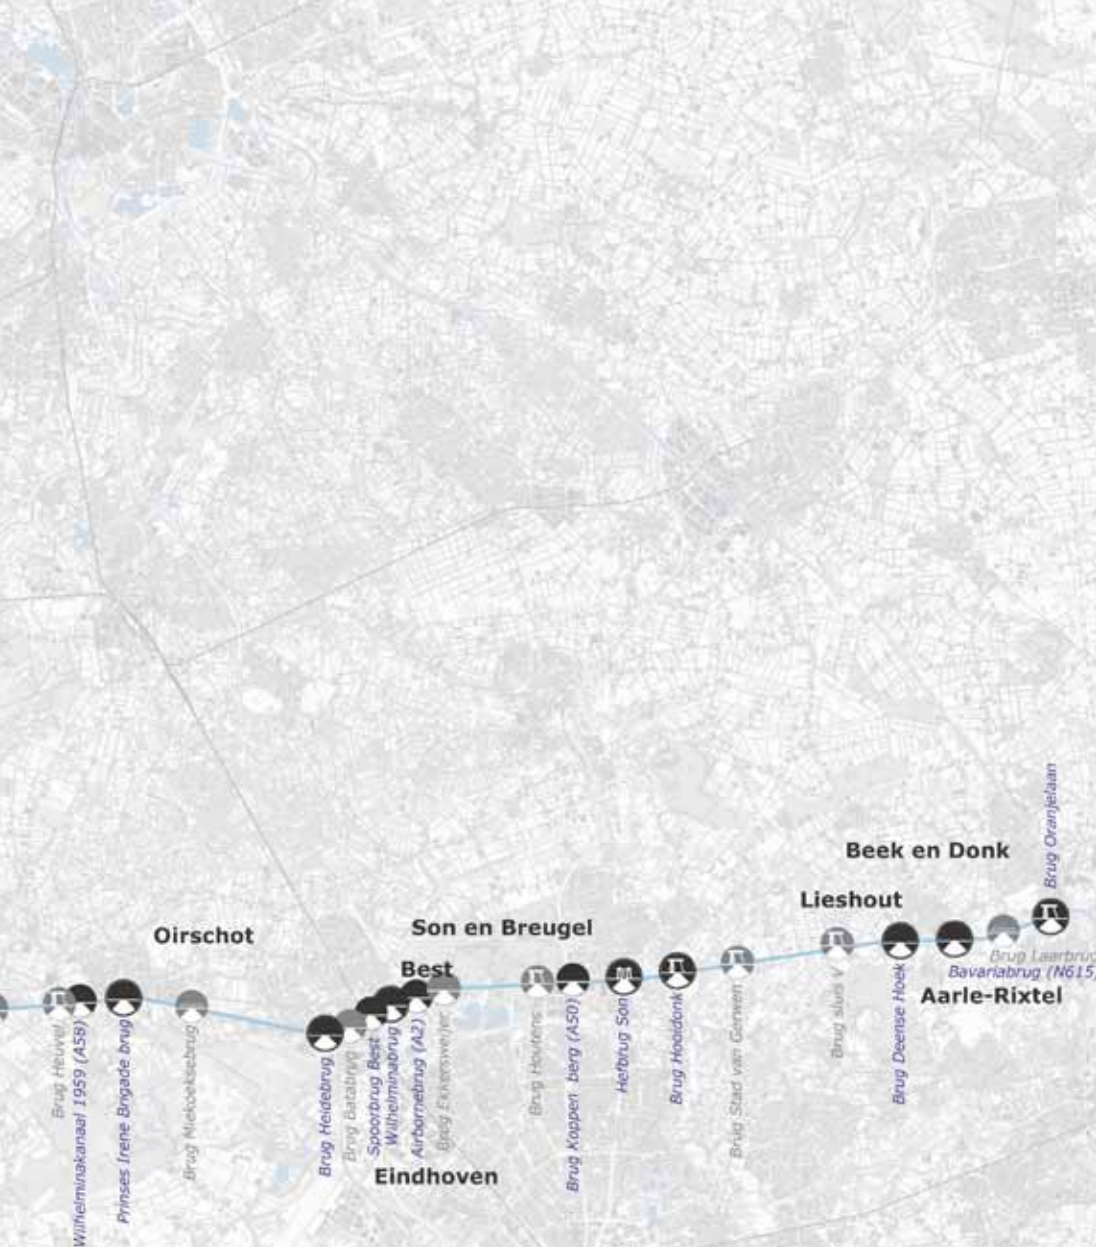 Brug Oranjelaan
Beek en Donk
Lieshout
Son en Breugel
Oirschot
Best
Brug Laarbrug
Bavariabrug (N615)
Aarle-Rixtel
Brug Heuvel
Wilhelminakanaal 1959 (A58)
Prinses Irene Brigade brug
Brug Moekoeksebrug
Brug Heidebrug
Brug Batabrug
Spoorbrug Best
Wilhelminabrug
Airbornebrug (A2)
Brug Ekkersweijer
Brug Houtens
Brug Koppen berg (A50)
Hefbrug Son
Brug Hooidonk
Brug Stad van Gerwen
Brug sluis V
Brug Deense Hoek
Eindhoven